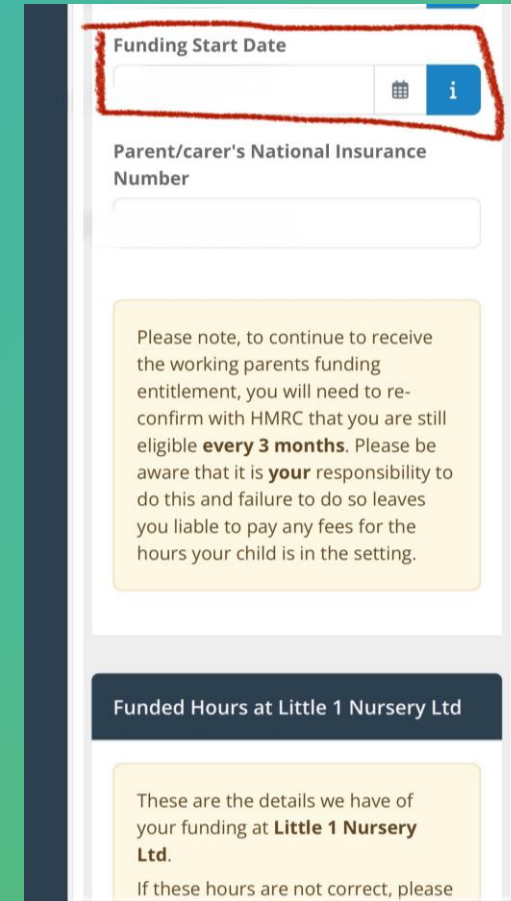 Funding Start Date
i
Parent/carer's National Insurance
Number
Please note, to continue to receive
the working parents funding
entitlement, you will need to re-
confirm with HMRC that you are still
eligible every 3 months. Please be
aware that it is your responsibility to
do this and failure to do so leaves
you liable to pay any fees for the
hours your child is in the setting.
Funded Hours at Little 1 Nursery Ltd
These are the details we have of
your funding at Little 1 Nursery
Ltd.
If these hours are not correct, please